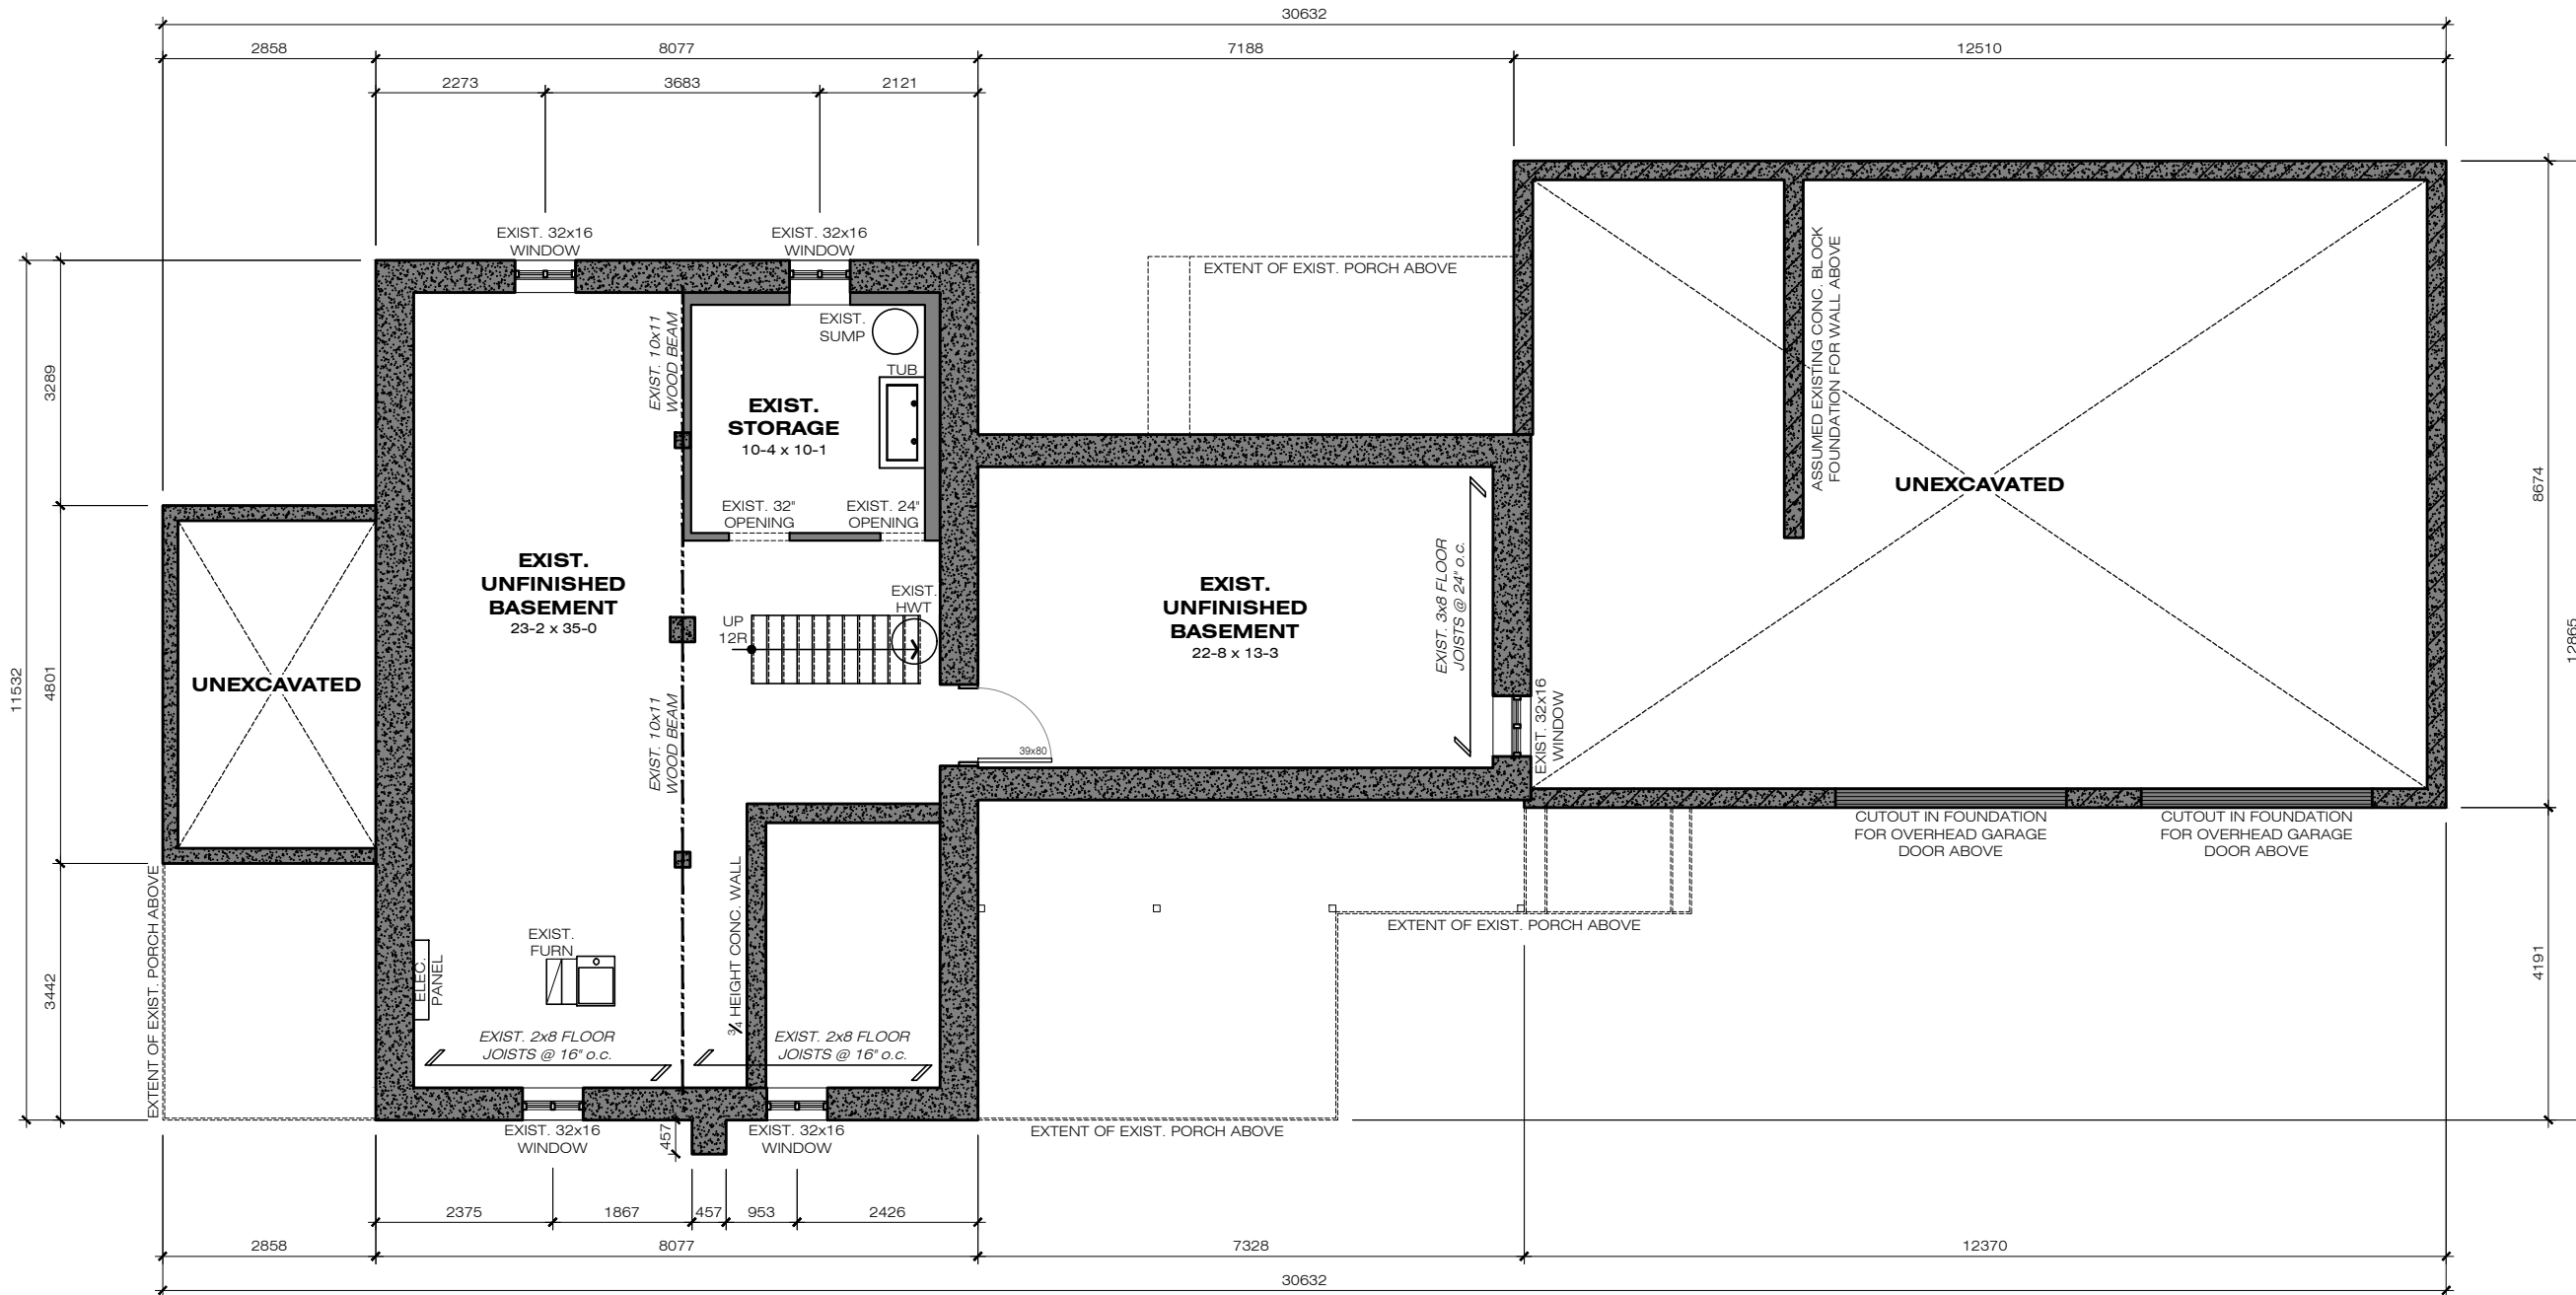 30632
2858
8077
7188
12510
2273
3683
2121
EXIST. 32x16
WINDOW
EXIST. 32x16
WINDOW
EXTENT OF EXIST. PORCH ABOVE
ASSUMED EXISTING CONC. BLOCK
FOUNDATION FOR WALL ABOVE
EXIST. 10x11
WOOD BEAM
EXIST.
SUMP
TUB
EXIST.
STORAGE
10-4 x 10-1
EXIST. 32"
OPENING
EXIST. 24"
OPENING
3289
4801
3442
11532
8674
4191
12865
UNEXCAVATED
UNEXCAVATED
EXIST.
UNFINISHED
BASEMENT
23-2 x 35-0
EXIST.
HWT
UP
12R
EXIST.
UNFINISHED
BASEMENT
22-8 x 13-3
EXIST. 3x8 FLOOR
JOISTS @ 24" o.c.
EXIST. 10x11
WOOD BEAM
39x80
EXIST. 32x16
WINDOW
CUTOUT IN FOUNDATION
FOR OVERHEAD GARAGE
DOOR ABOVE
CUTOUT IN FOUNDATION
FOR OVERHEAD GARAGE
DOOR ABOVE
EXTENT OF EXIST. PORCH ABOVE
ELEC.
PANEL
EXIST.
FURN
3/4 HEIGHT CONC. WALL
EXIST. 2x8 FLOOR
JOISTS @ 16" o.c.
EXIST. 2x8 FLOOR
JOISTS @ 16" o.c.
EXTENT OF EXIST. PORCH ABOVE
EXIST. 32x16
WINDOW
457
EXIST. 32x16
WINDOW
EXTENT OF EXIST. PORCH ABOVE
2375
1867
457
953
2426
2858
8077
7328
12370
30632